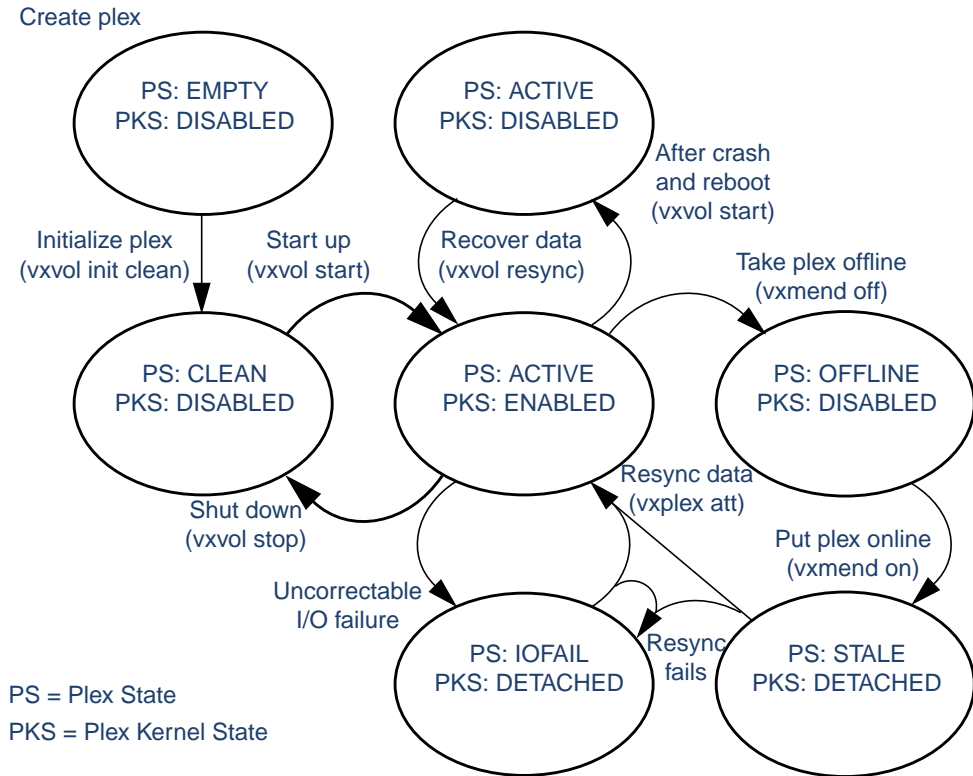 Create plex
PS: EMPTY
PKS: DISABLED
PS: ACTIVE
PKS: DISABLED
After crash
and reboot
(vxvol start)
Initialize plex
(vxvol init clean)
Start up
(vxvol start)
Recover data
(vxvol resync)
Take plex offline
(vxmend off)
PS: CLEAN
PKS: DISABLED
PS: ACTIVE
PKS: ENABLED
PS: OFFLINE
PKS: DISABLED
Shut down
(vxvol stop)
Resync data
(vxplex att)
Put plex online
(vxmend on)
Uncorrectable
I/O failure
PS: IOFAIL
PKS: DETACHED
Resync
fails
PS: STALE
PKS: DETACHED
PS = Plex State
PKS = Plex Kernel State